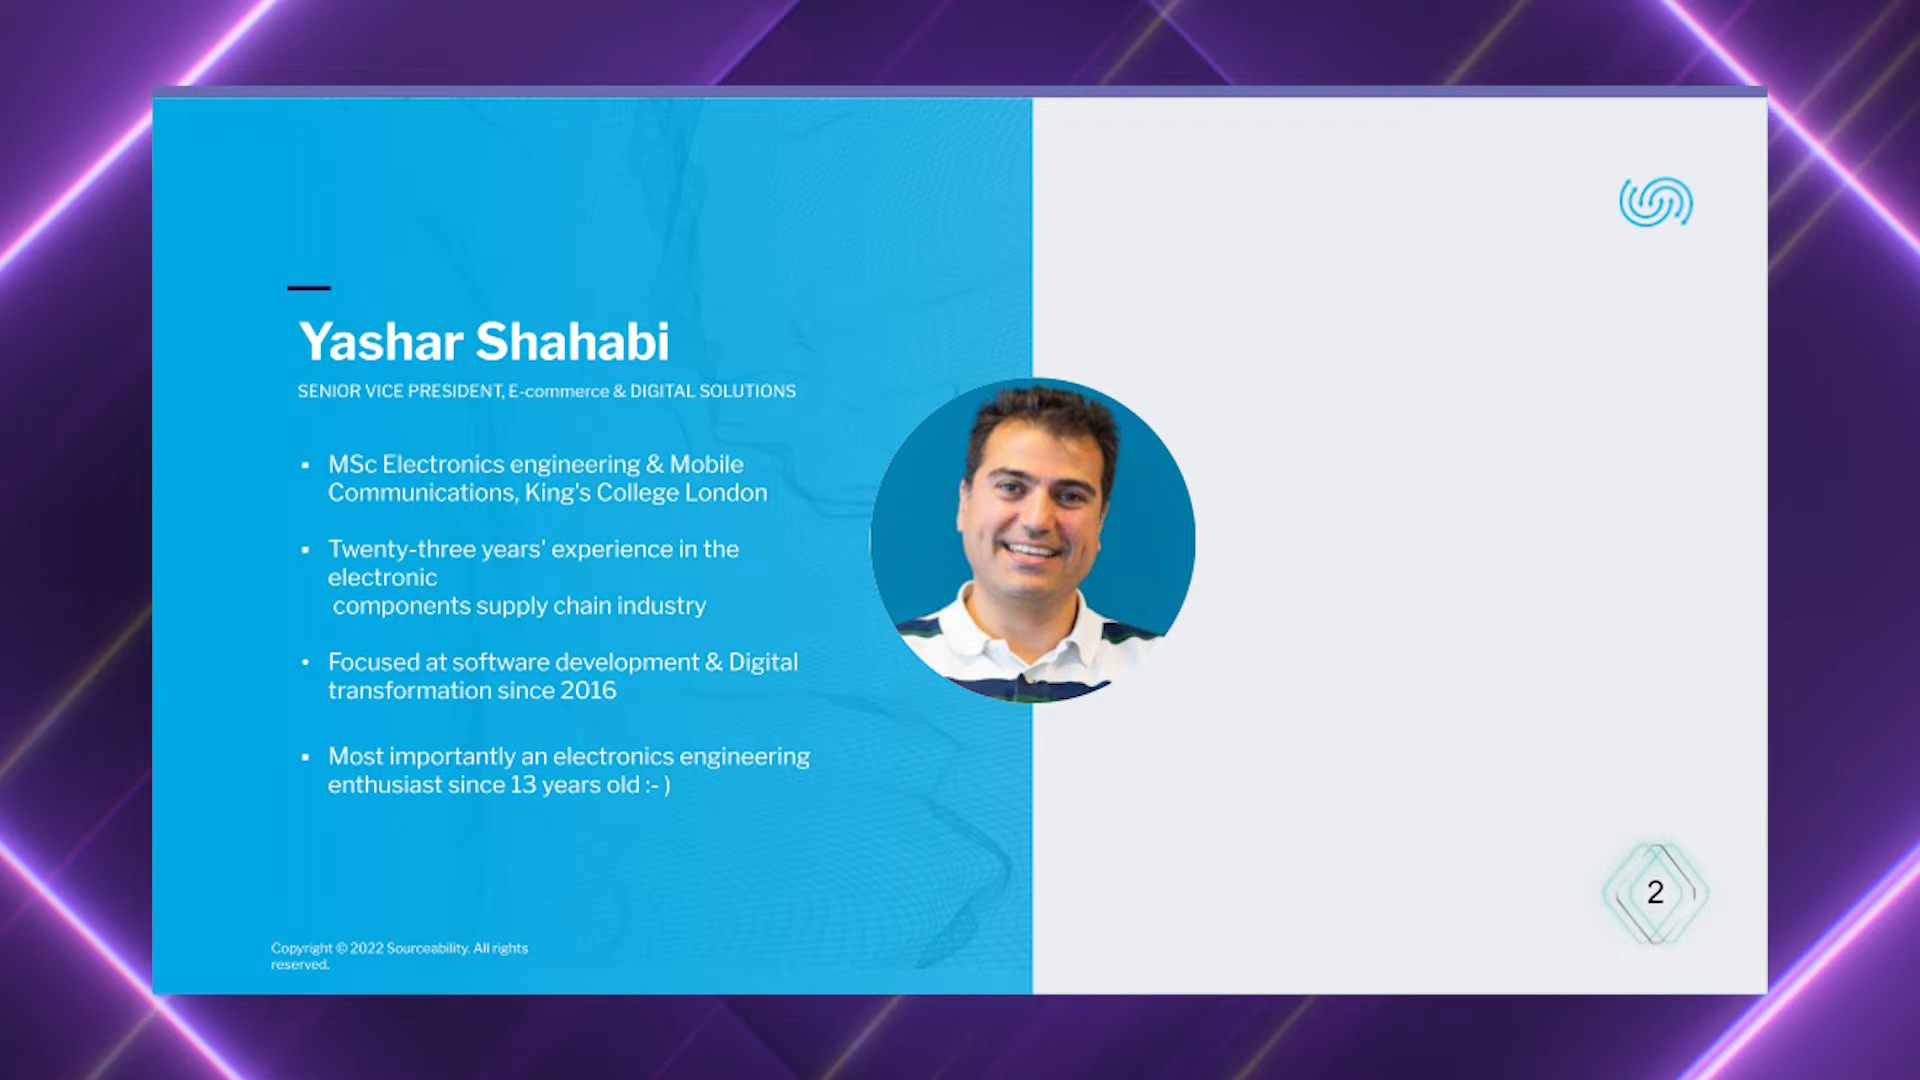 Yashar Shahabi
SENIOR VICE PRESIDENT, E-commerce & DIGITAL SOLUTIONS
▪ MSc Electronics engineering & Mobile
Communications, King's College London
▪ Twenty-three years' experience in the
electronic
components supply chain industry
• Focused at software development & Digital
transformation since 2016
▪ Most importantly an electronics engineering
enthusiast since 13 years old :- )
Copyright © 2022 Sourceability. All rights
reserved.
2